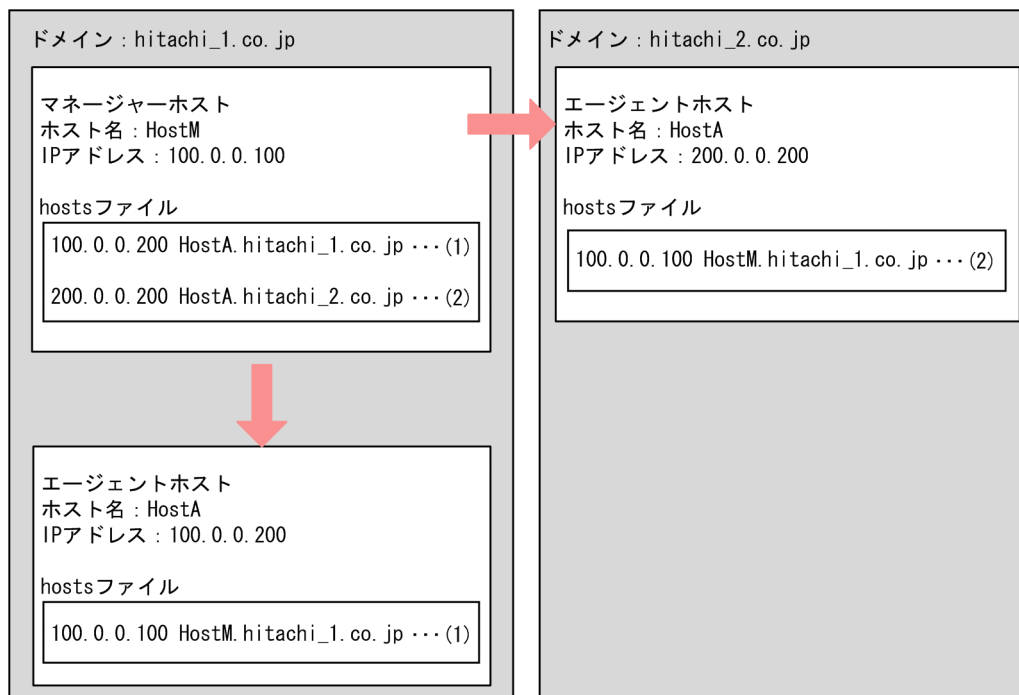 ドメイン：hitachi_1.co.jp
マネージャーホスト
ホスト名：HostM
IPアドレス：100.0.0.100
hostsファイル
100.0.0.200 HostA.hitachi_1.co.jp ･･･(1)
200.0.0.200 HostA.hitachi_2.co.jp ･･･(2)
エージェントホスト
ホスト名：HostA
IPアドレス：100.0.0.200
hostsファイル
100.0.0.100 HostM.hitachi_1.co.jp ･･･(1)
ドメイン：hitachi_2.co.jp
エージェントホスト
ホスト名：HostA
IPアドレス：200.0.0.200
hostsファイル
100.0.0.100 HostM.hitachi_1.co.jp ･･･(2)